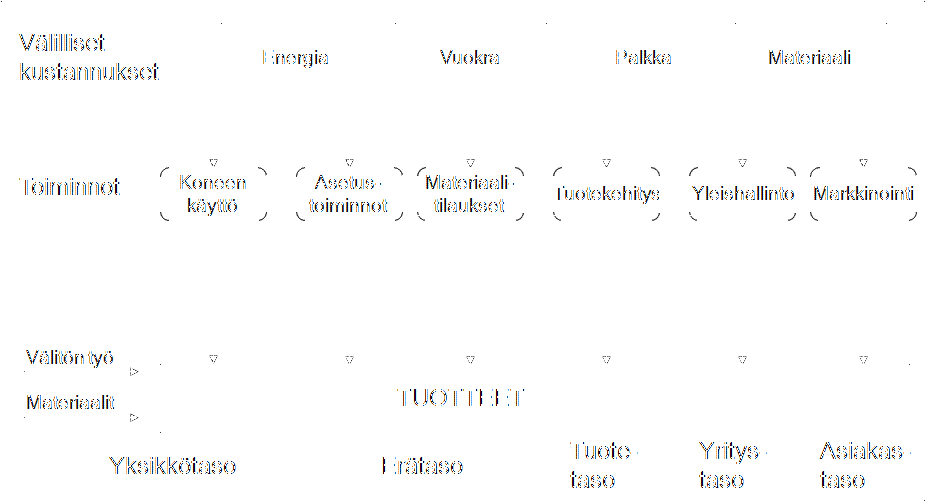 Välilliset
kustannukset
Energia
Vuokra
Palkka
Materiaali
Toiminnot
Koneen
käyttö
Asetus-
toiminnot
Materiaali-
tilaukset
Tuotekehitys
Yleishallinto
Markkinointi
Välitön työ
Materiaalit
TUOTTEET
Yksikkötaso
Erätaso
Tuote-
taso
Yritys-
taso
Asiakas-
taso